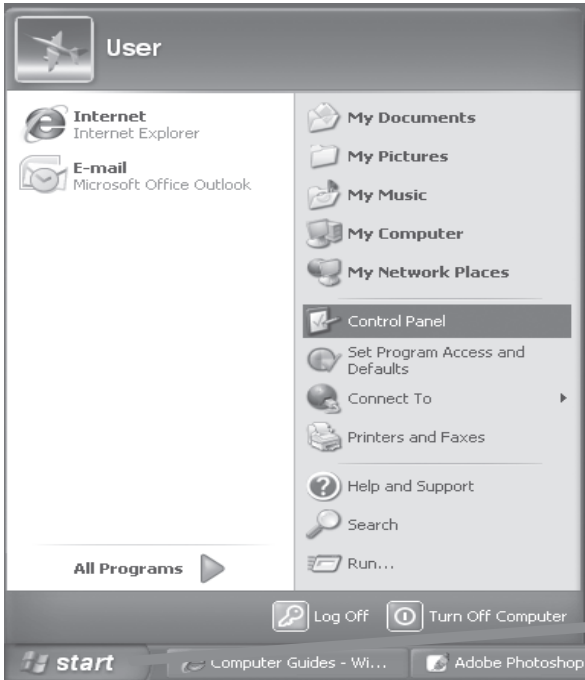 User
Internet
Internet Explorer
E-mail
Microsoft Office Outlook
All Programs
My Documents
My Pictures
My Music
My Computer
My Network Places
Control Panel
Set Program Access and
Defaults
Connect To
Printers and Faxes
Help and Support
Search
Run...
Log Off
Turn Off Computer
start
Computer Guides - Wi...
Adobe Photoshop